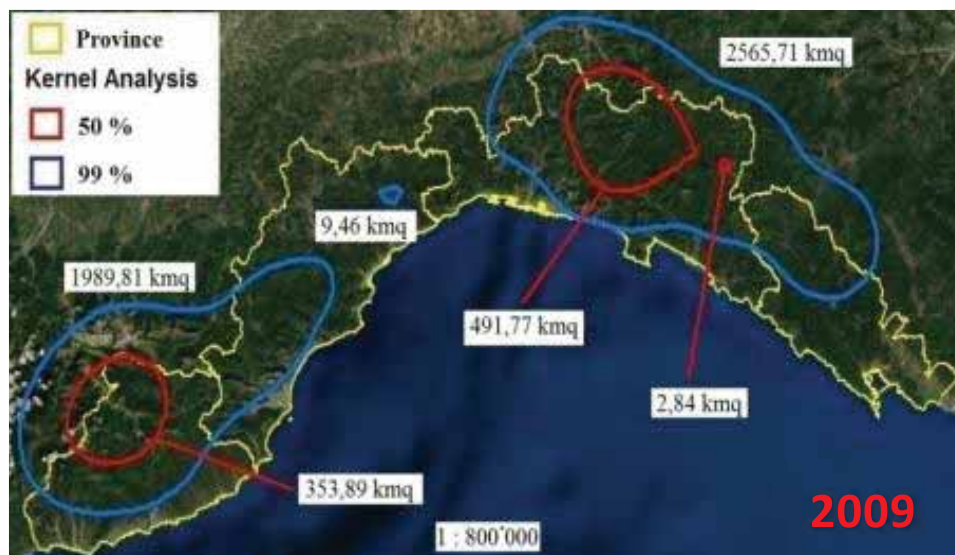 Province
Kernel Analysis
50 %
99 %
2565,71 kmq
9,46 kmq
1989,81 kmq
491,77 kmq
2,84 kmq
353,89 kmq
1 : 800'000
2009